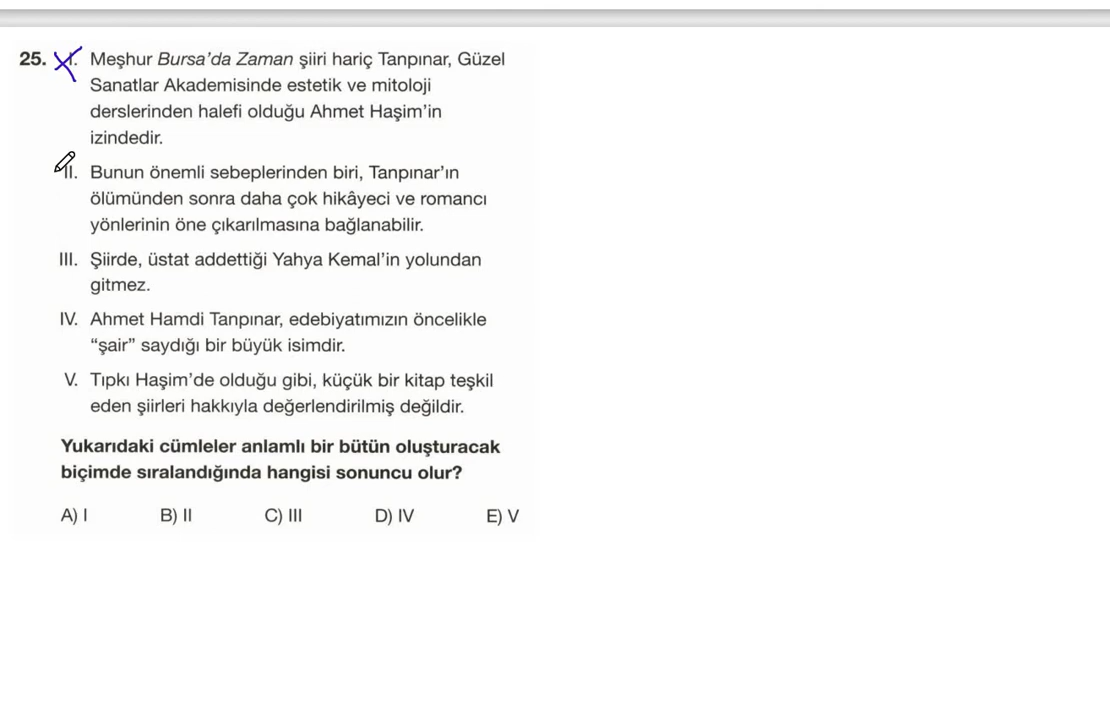 25. I. Meşhur Bursa'da Zaman şiiri hariç Tanpınar, Güzel
Sanatlar Akademisinde estetik ve mitoloji
derslerinden halefi olduğu Ahmet Haşim'in
izindedir.
II. Bunun önemli sebeplerinden biri, Tanpınar'ın
ölümünden sonra daha çok hikâyeci ve romancı
yönlerinin öne çıkarılmasına bağlanabilir.
III. Şiirde, üstat addettiği Yahya Kemal'in yolundan
gitmez.
IV. Ahmet Hamdi Tanpınar, edebiyatımızın öncelikle
“şair” saydığı bir büyük isimdir.
V. Tıpkı Haşim'de olduğu gibi, küçük bir kitap teşkil
eden şiirleri hakkıyla değerlendirilmiş değildir.
Yukarıdaki cümleler anlamlı bir bütün oluşturacak
biçimde sıralandığında hangisi sonuncu olur?
A) I B) II C) III D) IV E) V